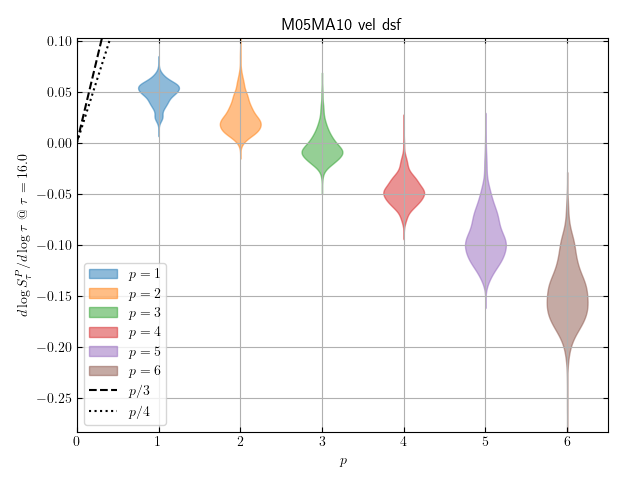 M05MA10 vel dsf
d log S_τ^P / d log τ @ τ = 16.0
0.10
0.05
0.00
−0.05
−0.10
−0.15
−0.20
−0.25
p = 1
p = 2
p = 3
p = 4
p = 5
p = 6
p/3
p/4
0 1 2 3 4 5 6
p